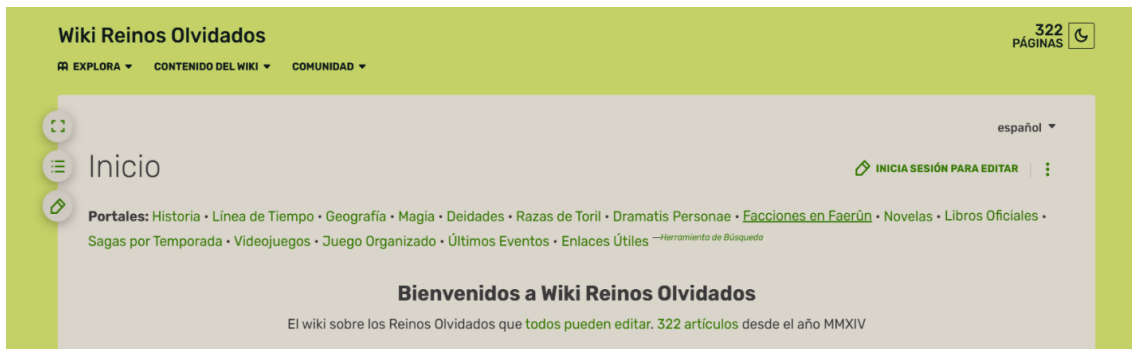 Wiki Reinos Olvidados
322
PÁGINAS
EXPLORA CONTENIDO DEL WIKI COMUNIDAD
español
Inicio
INICIA SESIÓN PARA EDITAR
Portales: Historia • Línea de Tiempo • Geografía • Magia • Deidades • Razas de Toril • Dramatis Personae • Facciones en Faerûn • Novelas • Libros Oficiales •
Sagas por Temporada • Videojuegos • Juego Organizado • Últimos Eventos • Enlaces Útiles —Herramienta de Búsqueda
Bienvenidos a Wiki Reinos Olvidados
El wiki sobre los Reinos Olvidados que todos pueden editar. 322 artículos desde el año MMXIV